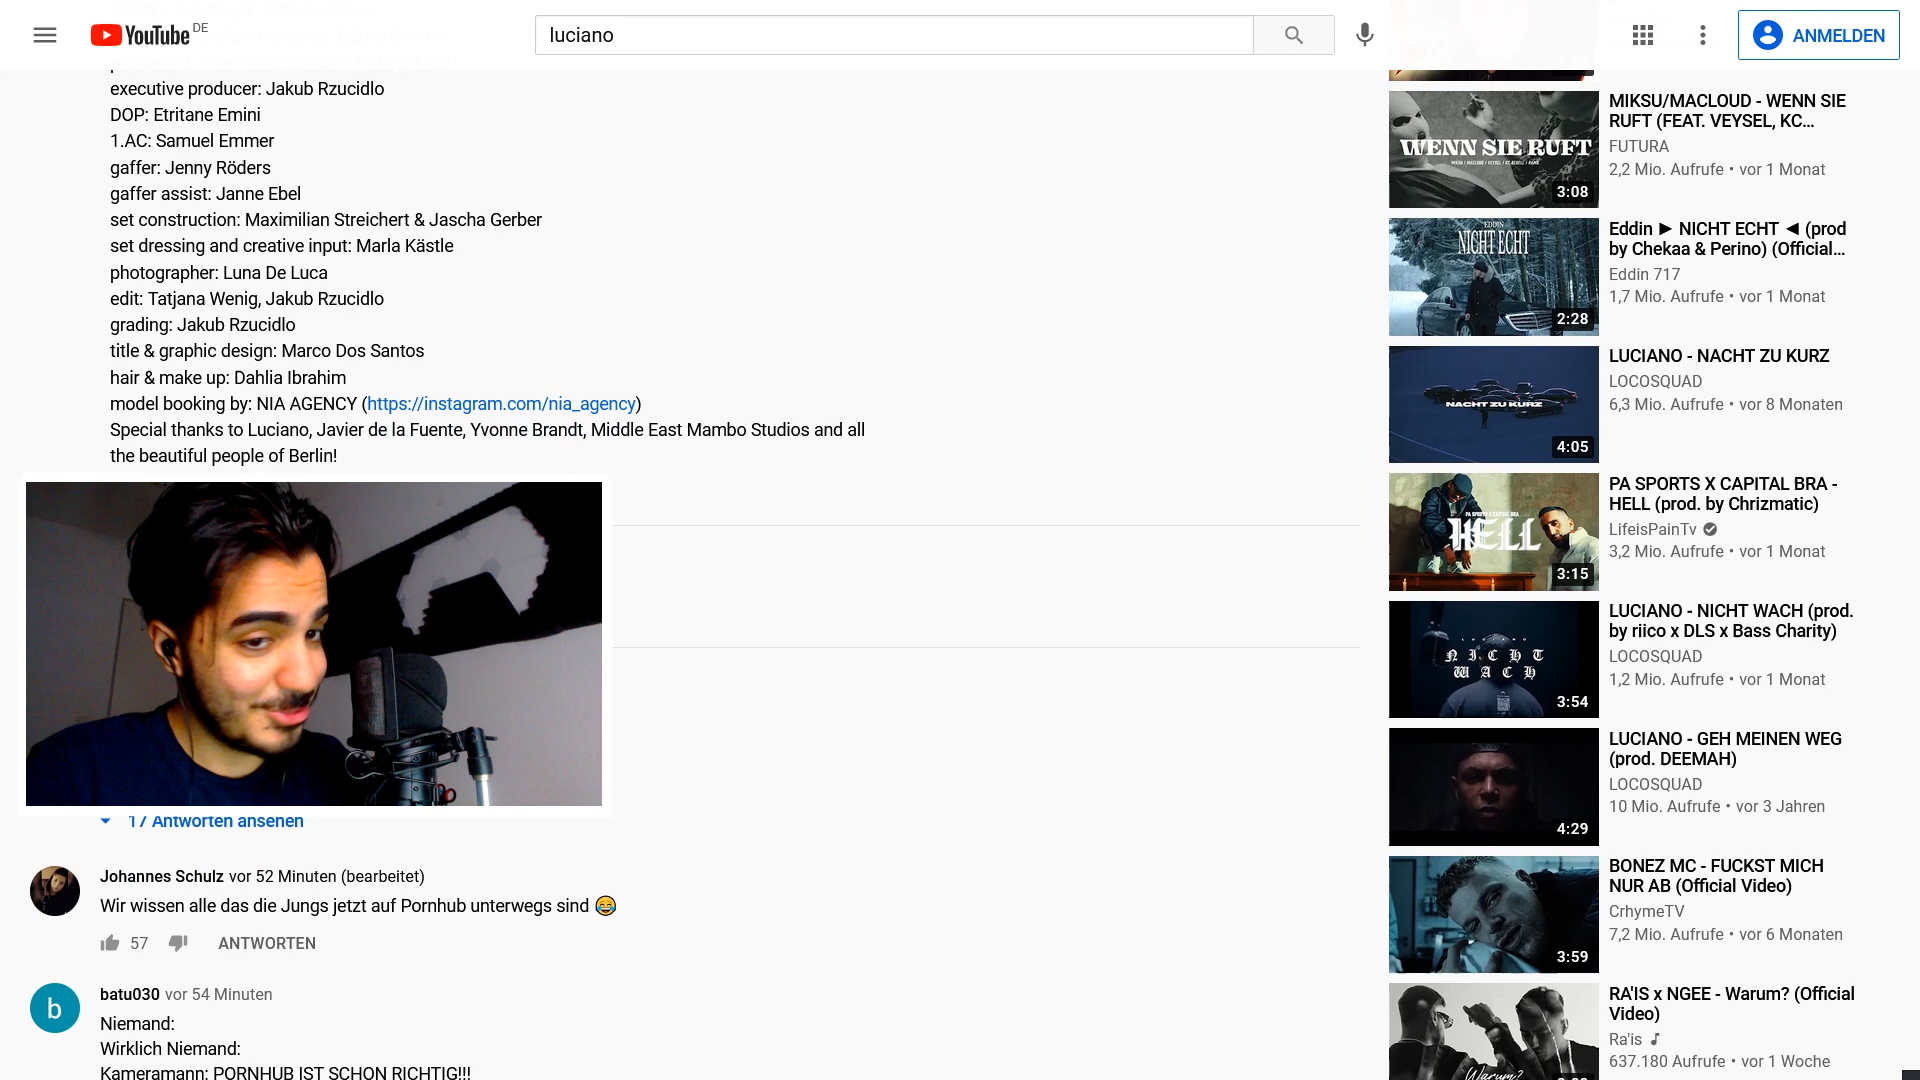 YouTube DE
luciano
ANMELDEN
executive producer: Jakub Rzucidlo
DOP: Etritane Emini
1.AC: Samuel Emmer
gaffer: Jenny Röders
gaffer assist: Janne Ebel
set construction: Maximilian Streichert & Jascha Gerber
set dressing and creative input: Marla Kästle
photographer: Luna De Luca
edit: Tatjana Wenig, Jakub Rzucidlo
grading: Jakub Rzucidlo
title & graphic design: Marco Dos Santos
hair & make up: Dahlia Ibrahim
model booking by: NIA AGENCY (https://instagram.com/nia_agency)
Special thanks to Luciano, Javier de la Fuente, Yvonne Brandt, Middle East Mambo Studios and all
the beautiful people of Berlin!
17 Antworten ansehen
Johannes Schulz vor 52 Minuten (bearbeitet)
Wir wissen alle das die Jungs jetzt auf Pornhub unterwegs sind 😂
57 ANTWORTEN
b
batu030 vor 54 Minuten
Niemand:
Wirklich Niemand:
Kameramann: PORNHUB IST SCHON RICHTIG!!!
WENN SIE RUFT
3:08
MIKSU/MACLOUD - WENN SIE
RUFT (FEAT. VEYSEL, KC...
FUTURA
2,2 Mio. Aufrufe • vor 1 Monat
EDDIN
NICHT ECHT
2:28
Eddin ► NICHT ECHT ◄ (prod
by Chekaa & Perino) (Official...
Eddin 717
1,7 Mio. Aufrufe • vor 1 Monat
NACHT ZU KURZ
4:05
LUCIANO - NACHT ZU KURZ
LOCOSQUAD
6,3 Mio. Aufrufe • vor 8 Monaten
PA SPORTS X CAPITAL BRA
HELL
3:15
PA SPORTS X CAPITAL BRA -
HELL (prod. by Chrizmatic)
LifeisPainTv
3,2 Mio. Aufrufe • vor 1 Monat
LUCIANO
NICHT
WACH
3:54
LUCIANO - NICHT WACH (prod.
by riico x DLS x Bass Charity)
LOCOSQUAD
1,2 Mio. Aufrufe • vor 1 Monat
4:29
LUCIANO - GEH MEINEN WEG
(prod. DEEMAH)
LOCOSQUAD
10 Mio. Aufrufe • vor 3 Jahren
3:59
BONEZ MC - FUCKST MICH
NUR AB (Official Video)
CrhymeTV
7,2 Mio. Aufrufe • vor 6 Monaten
Warum?
RA'IS x NGEE - Warum? (Official
Video)
Ra'is
637.180 Aufrufe • vor 1 Woche